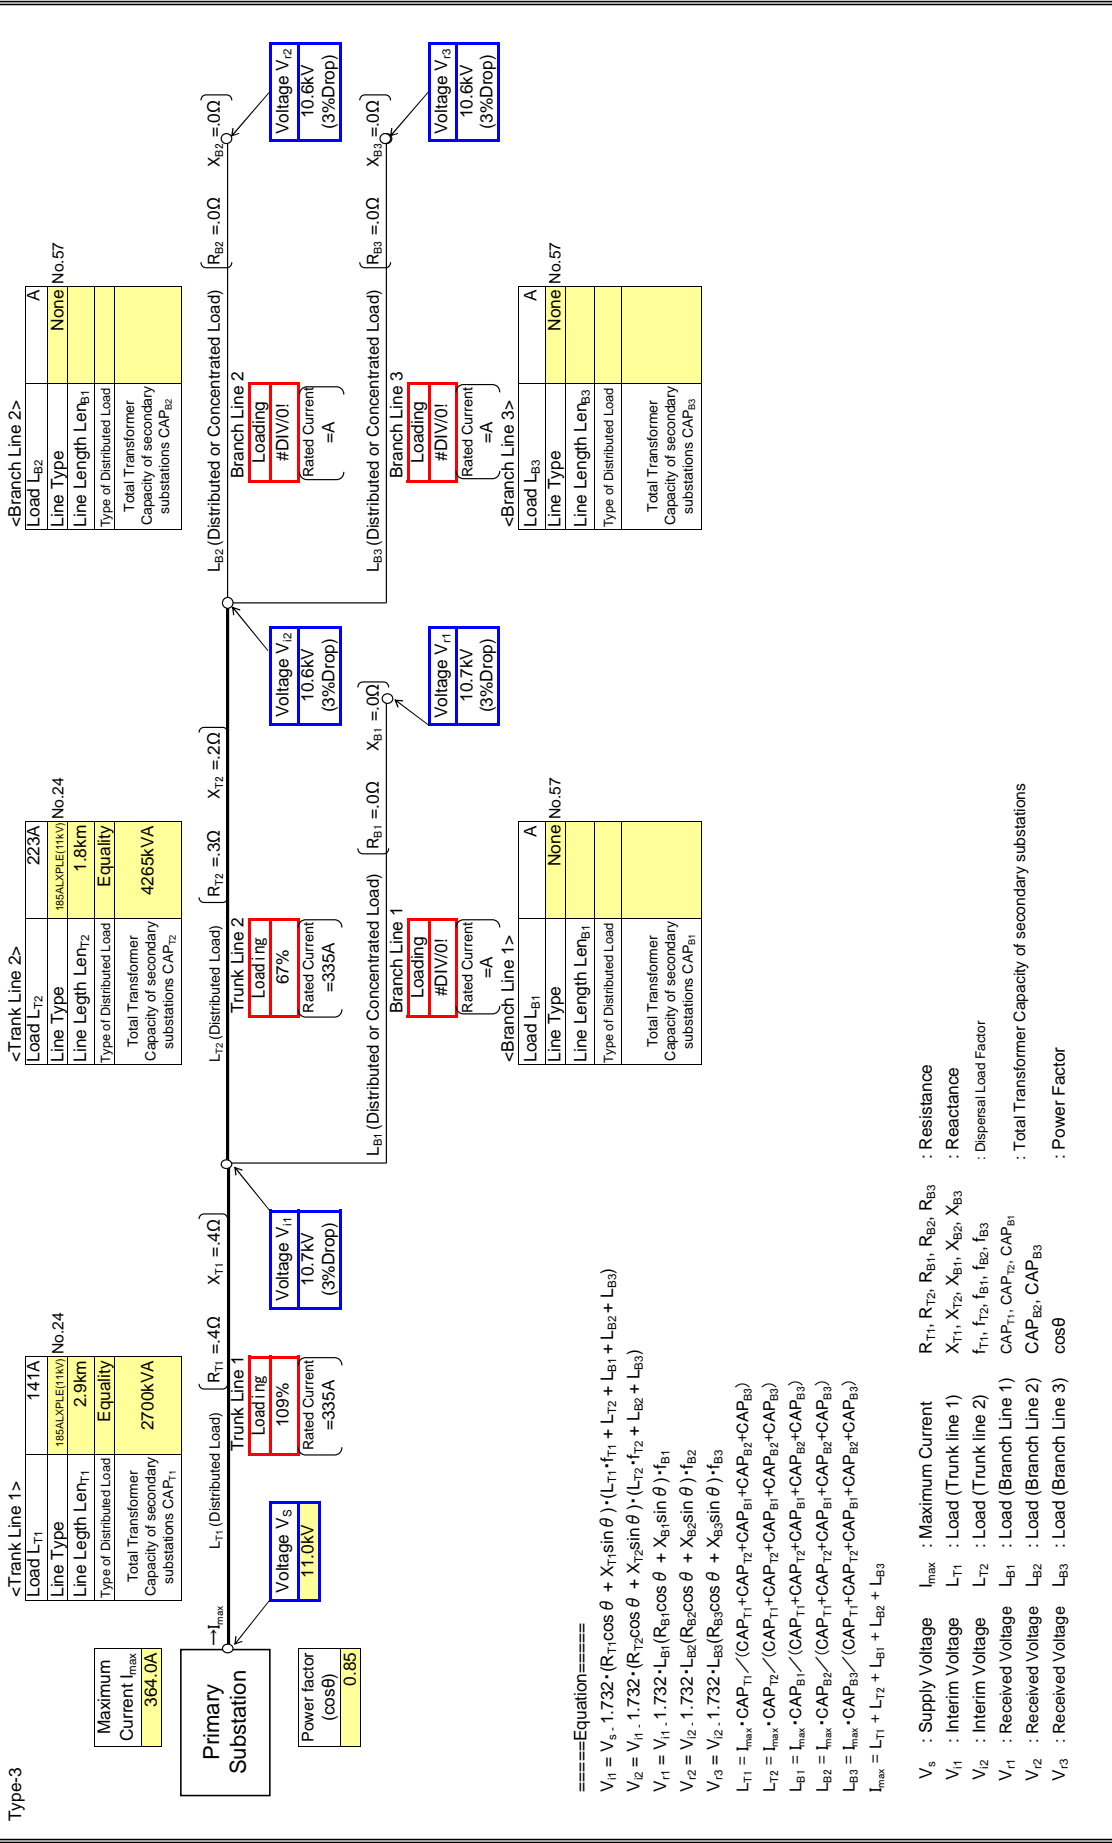 Type-3
Maximum
Current Imax
364.0A
Primary
Substation
Power factor
(cosθ)
0.85
→Imax
Voltage VS
11.0kV
<Trank Line 1>
Load LT1 141A
Line Type 185ALXPLE(11kV) No.24
Line Legth LenT1 2.9km
Type of Distributed Load Equality
Total Transformer
Capacity of secondary
substations CAPT1
2700kVA
LT1 (Distributed Load)
RT1 =.4Ω XT1 =.4Ω
Trunk Line 1
Loading
109%
Rated Current
=335A
Voltage Vi1
10.7kV
(3%Drop)
<Trank Line 2>
Load LT2 223A
Line Type 185ALXPLE(11kV) No.24
Line Legth LenT2 1.8km
Type of Distributed Load Equality
Total Transformer
Capacity of secondary
substations CAPT2
4265kVA
LT2 (Distributed Load)
RT2 =.3Ω XT2 =.2Ω
Trunk Line 2
Loading
67%
Rated Current
=335A
Voltage Vi2
10.6kV
(3%Drop)
LB1 (Distributed or Concentrated Load)
RB1 =.0Ω XB1 =.0Ω
Branch Line 1
Loading
#DIV/0!
Rated Current
=A
Voltage Vr1
10.7kV
(3%Drop)
<Branch Line 1>
Load LB1 A
Line Type None No.57
Line Length LenB1
Type of Distributed Load
Total Transformer
Capacity of secondary
substations CAPB1
<Branch Line 2>
Load LB2 A
Line Type None No.57
Line Length LenB1
Type of Distributed Load
Total Transformer
Capacity of secondary
substations CAPB2
LB2 (Distributed or Concentrated Load)
RB2 =.0Ω XB2 =.0Ω
Branch Line 2
Loading
#DIV/0!
Rated Current
=A
Voltage Vr2
10.6kV
(3%Drop)
LB3 (Distributed or Concentrated Load)
RB3 =.0Ω XB3 =.0Ω
Branch Line 3
Loading
#DIV/0!
Rated Current
=A
Voltage Vr3
10.6kV
(3%Drop)
<Branch Line 3>
Load LB3 A
Line Type None No.57
Line Length LenB3
Type of Distributed Load
Total Transformer
Capacity of secondary
substations CAPB3
=====Equation=====
Vi1 = Vs - 1.732・(RT1cos θ + XT1sin θ)・(LT1・fT1 + LT2 + LB1 + LB2 + LB3)
Vi2 = Vi1 - 1.732・(RT2cos θ + XT2sin θ)・(LT2・fT2 + LB2 + LB3)
Vr1 = Vi1 - 1.732・LB1(RB1cos θ + XB1sin θ)・fB1
Vr2 = Vi2 - 1.732・LB2(RB2cos θ + XB2sin θ)・fB2
Vr3 = Vi2 - 1.732・LB3(RB3cos θ + XB3sin θ)・fB3
LT1 = Imax・CAPT1／(CAPT1+CAPT2+CAPB1+CAPB2+CAPB3)
LT2 = Imax・CAPT2／(CAPT1+CAPT2+CAPB1+CAPB2+CAPB3)
LB1 = Imax・CAPB1／(CAPT1+CAPT2+CAPB1+CAPB2+CAPB3)
LB2 = Imax・CAPB2／(CAPT1+CAPT2+CAPB1+CAPB2+CAPB3)
LB3 = Imax・CAPB3／(CAPT1+CAPT2+CAPB1+CAPB2+CAPB3)
Imax = LT1 + LT2 + LB1 + LB2 + LB3
Vs : Supply Voltage Imax : Maximum Current RT1, RT2, RB1, RB2, RB3 : Resistance
Vi1 : Interim Voltage LT1 : Load (Trunk line 1) XT1, XT2, XB1, XB2, XB3 : Reactance
Vi2 : Interim Voltage LT2 : Load (Trunk line 2) fT1, fT2, fB1, fB2, fB3 : Dispersal Load Factor
Vr1 : Received Voltage LB1 : Load (Branch Line 1) CAPT1, CAPT2, CAPB1
Vr2 : Received Voltage LB2 : Load (Branch Line 2) CAPB2, CAPB3 : Total Transformer Capacity of secondary substations
Vr3 : Received Voltage LB3 : Load (Branch Line 3) cosθ : Power Factor